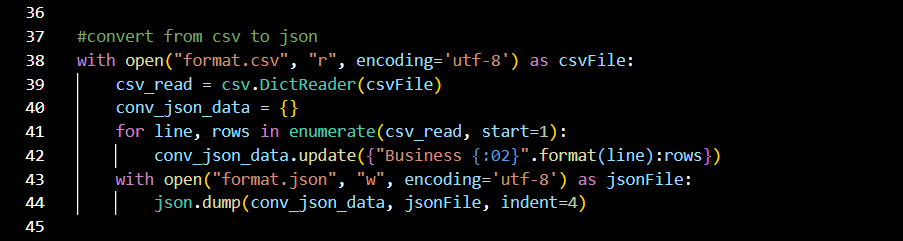 36
37 #convert from csv to json
38 with open("format.csv", "r", encoding='utf-8') as csvFile:
39     csv_read = csv.DictReader(csvFile)
40     conv_json_data = {}
41     for line, rows in enumerate(csv_read, start=1):
42         conv_json_data.update({"Business {:02}".format(line):rows})
43     with open("format.json", "w", encoding='utf-8') as jsonFile:
44         json.dump(conv_json_data, jsonFile, indent=4)
45